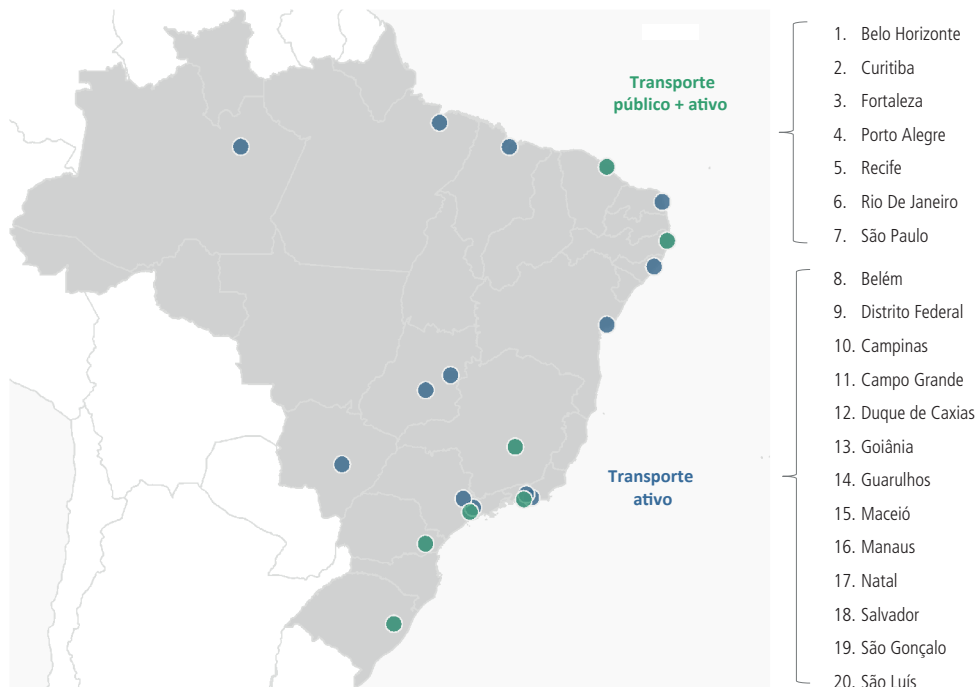 Transporte
público + ativo
1. Belo Horizonte
2. Curitiba
3. Fortaleza
4. Porto Alegre
5. Recife
6. Rio De Janeiro
7. São Paulo
8. Belém
9. Distrito Federal
10. Campinas
11. Campo Grande
12. Duque de Caxias
13. Goiânia
Transporte
ativo
14. Guarulhos
15. Maceió
16. Manaus
17. Natal
18. Salvador
19. São Gonçalo
20. São Luís